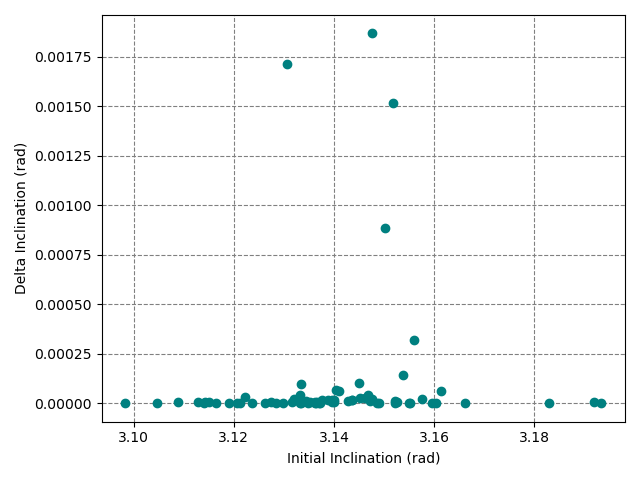 0.00175
0.00150
0.00125
0.00100
0.00075
0.00050
0.00025
0.00000
Delta Inclination (rad)
3.10 3.12 3.14 3.16 3.18
Initial Inclination (rad)